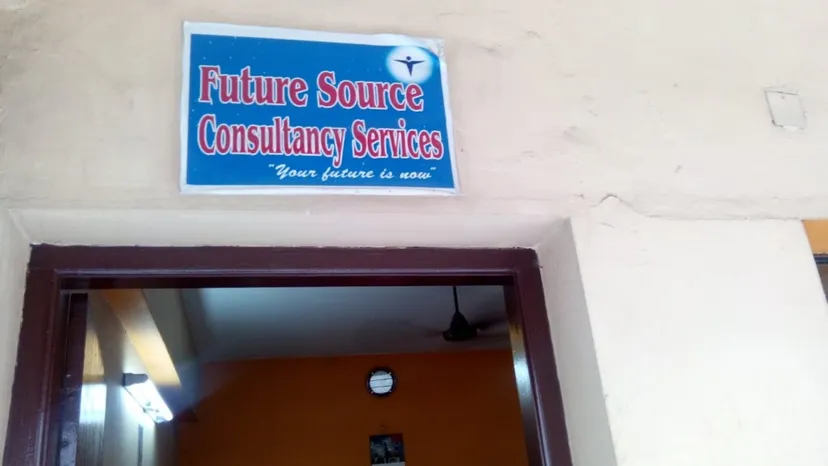 Future Source
Consultancy Services
"Your future is now"